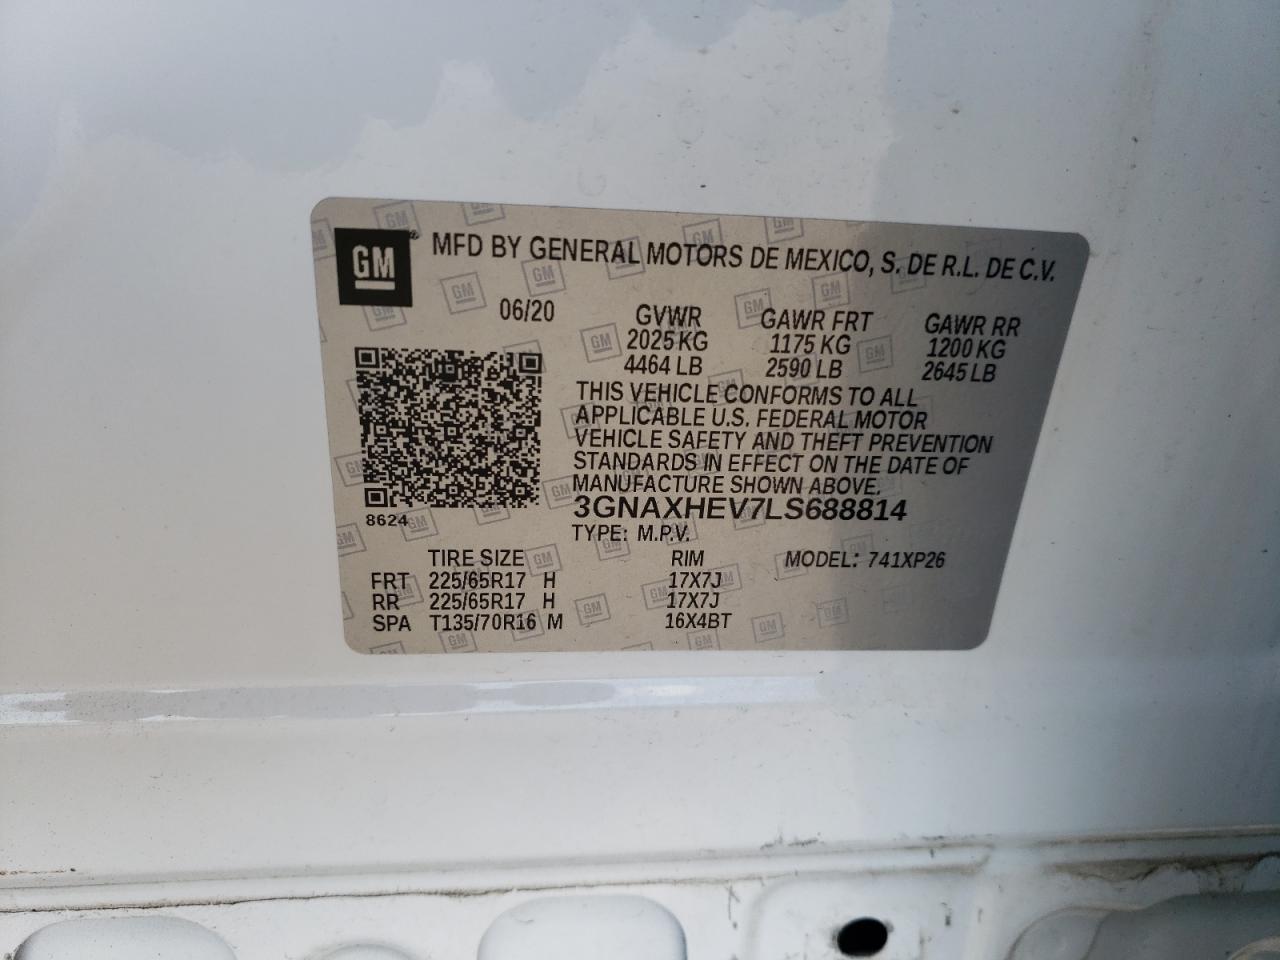 GM® MFD BY GENERAL MOTORS DE MEXICO, S. DE R.L. DE C.V.
06/20 GVWR GAWR FRT GAWR RR
2025 KG 1175 KG 1200 KG
4464 LB 2590 LB 2645 LB
THIS VEHICLE CONFORMS TO ALL
APPLICABLE U.S. FEDERAL MOTOR
VEHICLE SAFETY AND THEFT PREVENTION
STANDARDS IN EFFECT ON THE DATE OF
MANUFACTURE SHOWN ABOVE.
8624 3GNAXHEV7LS688814
TYPE: M.P.V.
TIRE SIZE RIM MODEL: 741XP26
FRT 225/65R17 H 17X7J
RR 225/65R17 H 17X7J
SPA T135/70R16 M 16X4BT